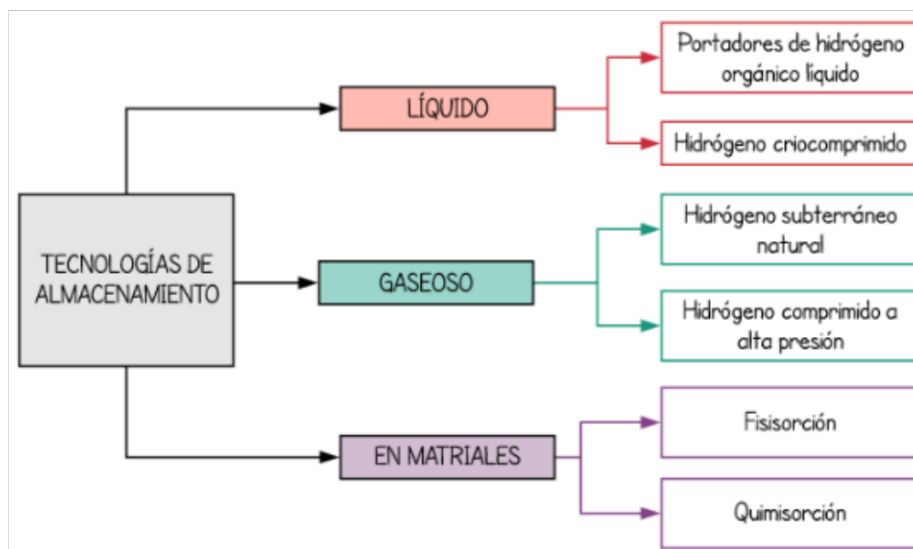 TECNOLOGÍAS DE
ALMACENAMIENTO
LÍQUIDO
Portadores de hidrógeno
orgánico líquido
Hidrógeno criocomprimido
GASEOSO
Hidrógeno subterráneo
natural
Hidrógeno comprimido a
alta presión
EN MATRIALES
Fisisorción
Quimisorción